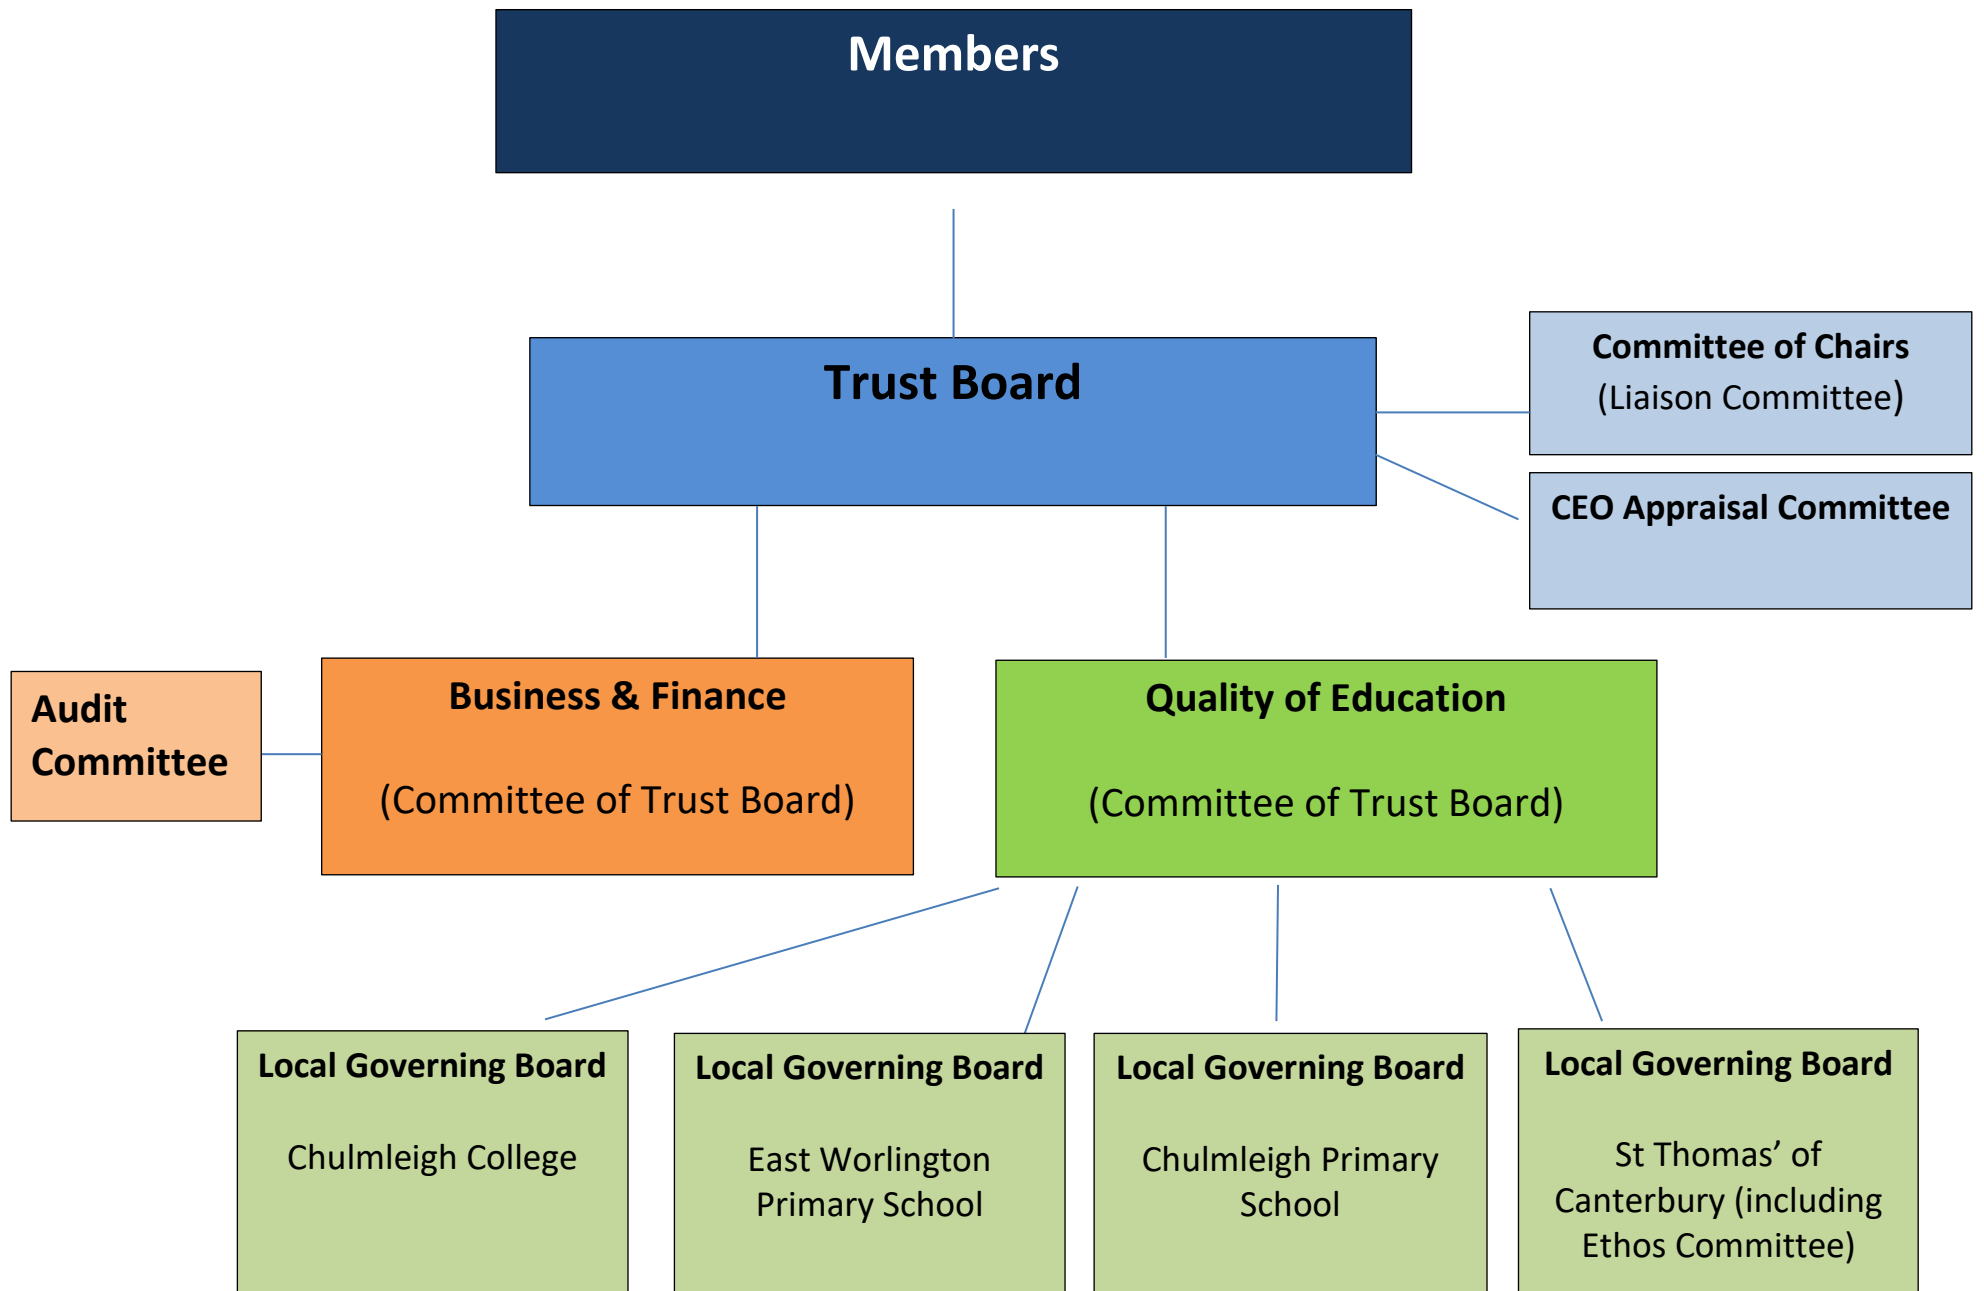 Members
Trust Board
Committee of Chairs
(Liaison Committee)
CEO Appraisal Committee
Audit
Committee
Business & Finance
(Committee of Trust Board)
Quality of Education
(Committee of Trust Board)
Local Governing Board
Chulmleigh College
Local Governing Board
East Worlington
Primary School
Local Governing Board
Chulmleigh Primary
School
Local Governing Board
St Thomas’ of
Canterbury (including
Ethos Committee)